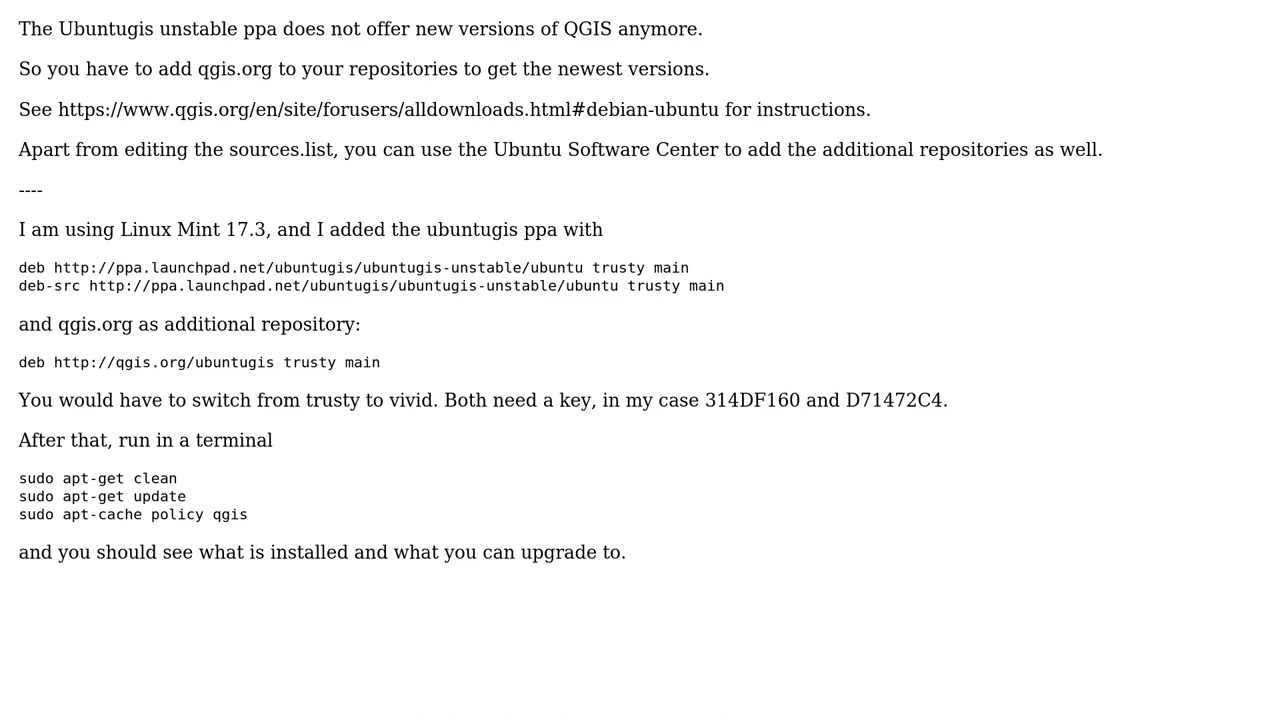 The Ubuntugis unstable ppa does not offer new versions of QGIS anymore.
So you have to add qgis.org to your repositories to get the newest versions.
See https://www.qgis.org/en/site/forusers/alldownloads.html#debian-ubuntu for instructions.
Apart from editing the sources.list, you can use the Ubuntu Software Center to add the additional repositories as well.
----
I am using Linux Mint 17.3, and I added the ubuntugis ppa with
deb http://ppa.launchpad.net/ubuntugis/ubuntugis-unstable/ubuntu trusty main
deb-src http://ppa.launchpad.net/ubuntugis/ubuntugis-unstable/ubuntu trusty main
and qgis.org as additional repository:
deb http://qgis.org/ubuntugis trusty main
You would have to switch from trusty to vivid. Both need a key, in my case 314DF160 and D71472C4.
After that, run in a terminal
sudo apt-get clean
sudo apt-get update
sudo apt-cache policy qgis
and you should see what is installed and what you can upgrade to.